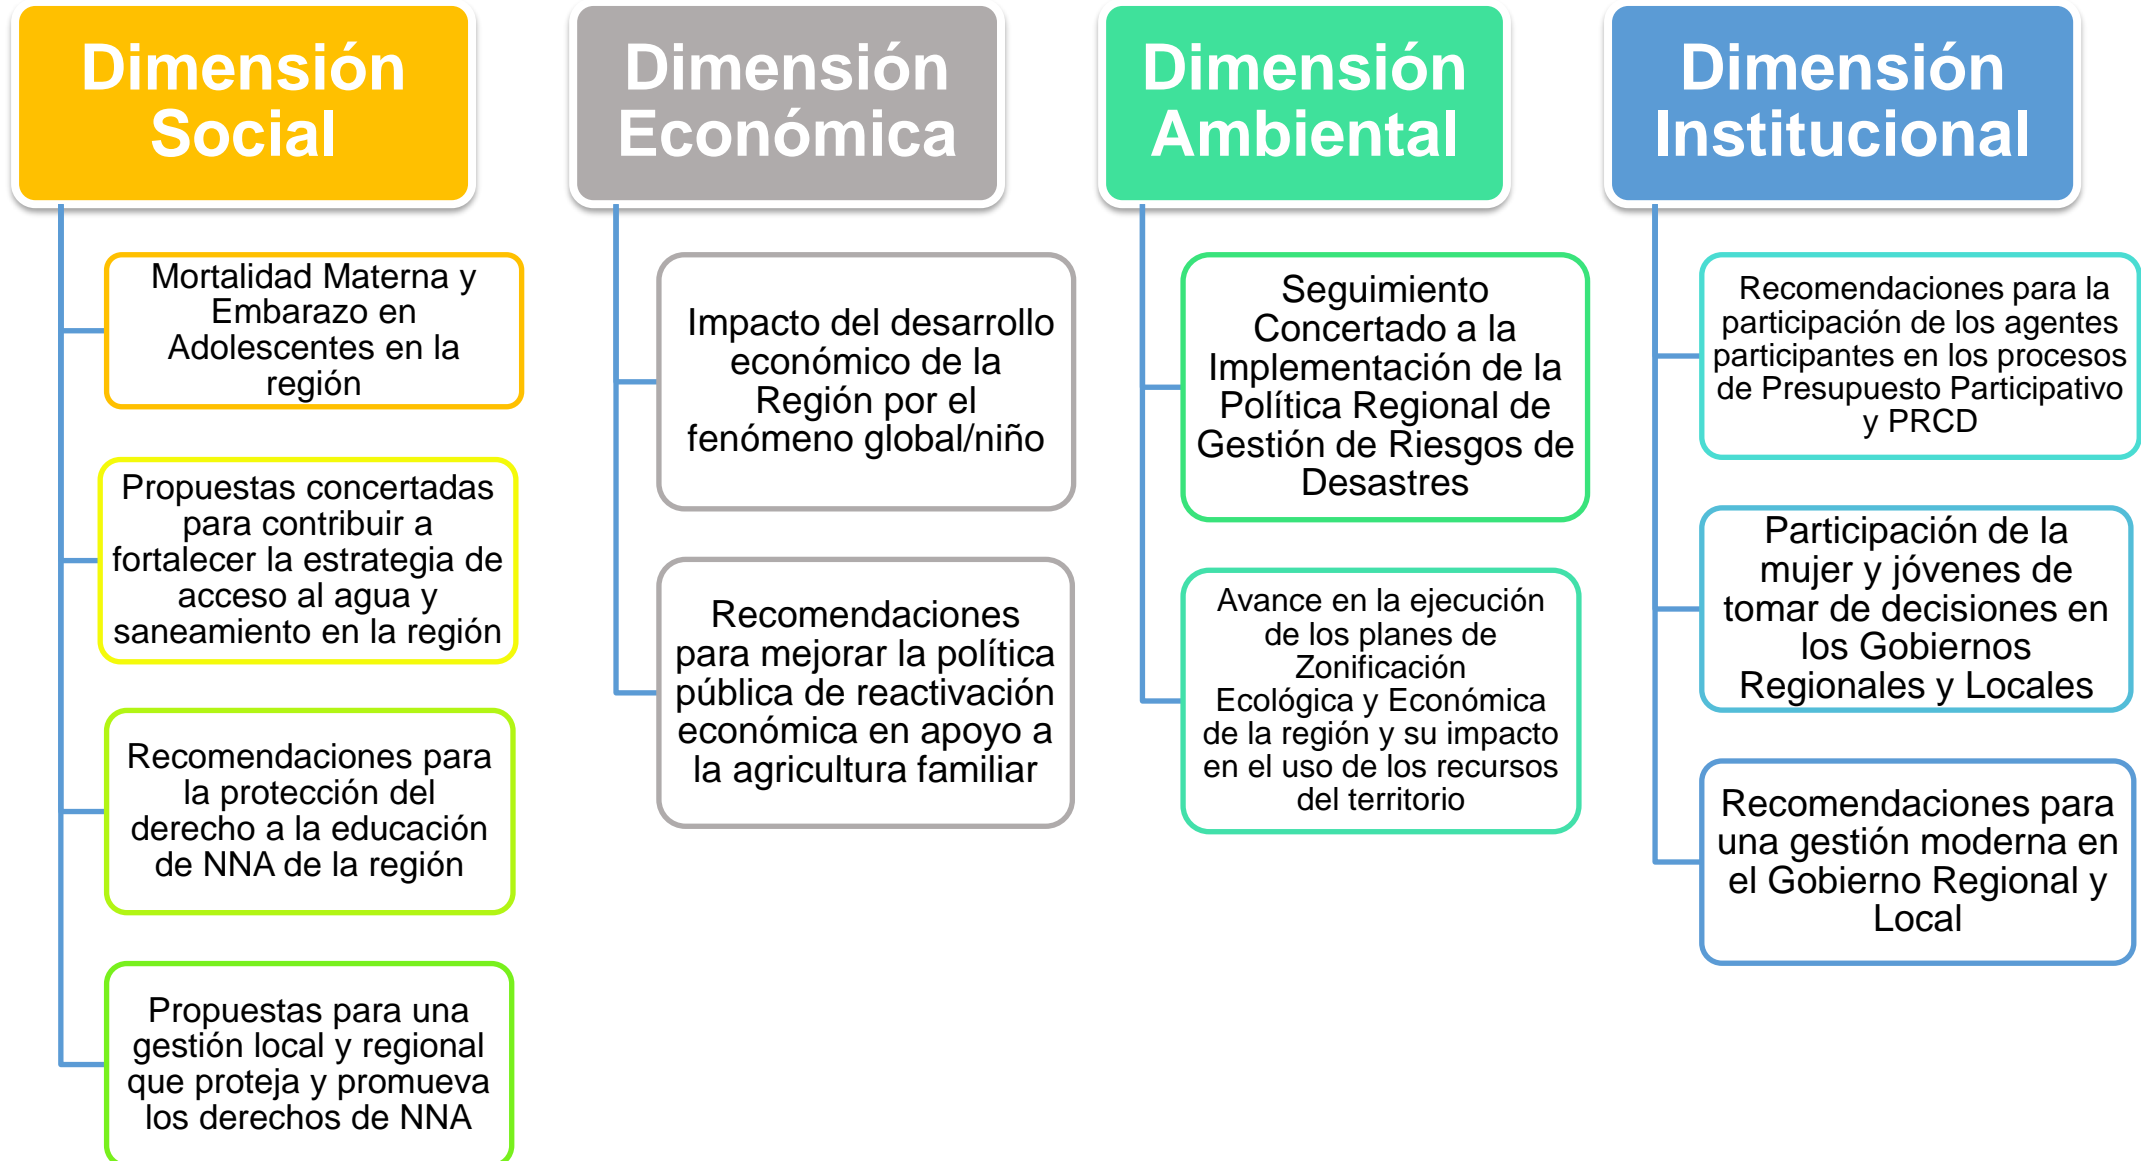 Dimensión
Social
Mortalidad Materna y
Embarazo en
Adolescentes en la
región
Propuestas concertadas
para contribuir a
fortalecer la estrategia de
acceso al agua y
saneamiento en la región
Recomendaciones para
la protección del
derecho a la educación
de NNA de la región
Propuestas para una
gestión local y regional
que proteja y promueva
los derechos de NNA
Dimensión
Económica
Impacto del desarrollo
económico de la
Región por el
fenómeno global/niño
Recomendaciones
para mejorar la política
pública de reactivación
económica en apoyo a
la agricultura familiar
Dimensión
Ambiental
Seguimiento
Concertado a la
Implementación de la
Política Regional de
Gestión de Riesgos de
Desastres
Avance en la ejecución
de los planes de
Zonificación
Ecológica y Económica
de la región y su impacto
en el uso de los recursos
del territorio
Dimensión
Institucional
Recomendaciones para la
participación de los agentes
participantes en los procesos
de Presupuesto Participativo
y PRCD
Participación de la
mujer y jóvenes de
tomar de decisiones en
los Gobiernos
Regionales y Locales
Recomendaciones para
una gestión moderna en
el Gobierno Regional y
Local